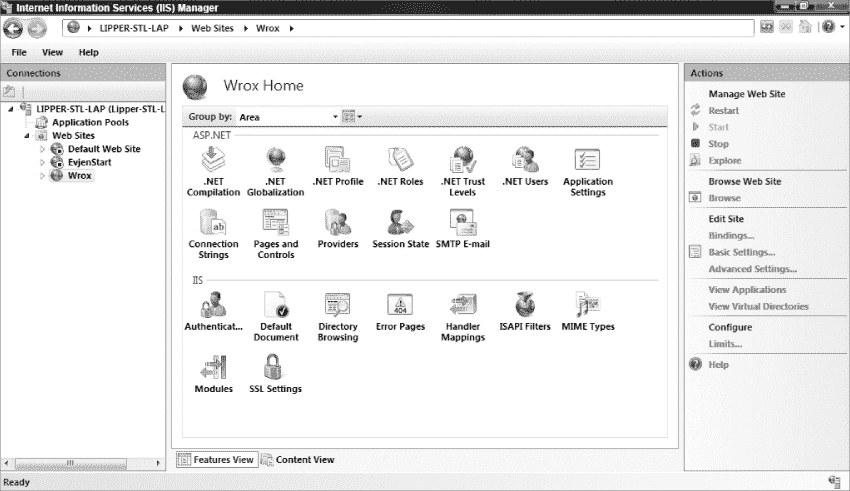 Internet Information Services (IIS) Manager
LIPPER-STL-LAP
Web Sites
Wrox
File View Help
Connections
LIPPER-STL-LAP (Lipper-STL-L
Application Pools
Web Sites
Default Web Site
EvjenStart
Wrox
Wrox Home
Group by: Area
ASP.NET
.NET Compilation
.NET Globalization
.NET Profile
.NET Roles
.NET Trust Levels
.NET Users
Application Settings
Connection Strings
Pages and Controls
Providers
Session State
SMTP E-mail
IIS
Authenticat...
Default Document
Directory Browsing
404
Error Pages
Handler Mappings
ISAPI Filters
MIME Types
Modules
SSL Settings
Features View
Content View
Actions
Manage Web Site
Restart
Start
Stop
Explore
Browse Web Site
Browse
Edit Site
Bindings...
Basic Settings...
Advanced Settings...
View Applications
View Virtual Directories
Configure
Limits...
Help
Ready